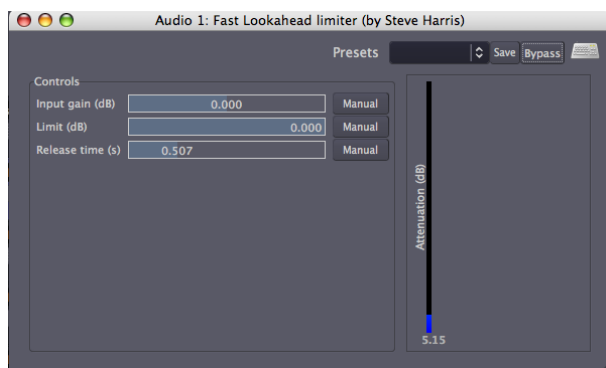 Audio 1: Fast Lookahead limiter (by Steve Harris)
Presets Save Bypass
Controls
Input gain (dB) 0.000 Manual
Limit (dB) 0.000 Manual
Release time (s) 0.507 Manual
Attenuation (dB)
5.15